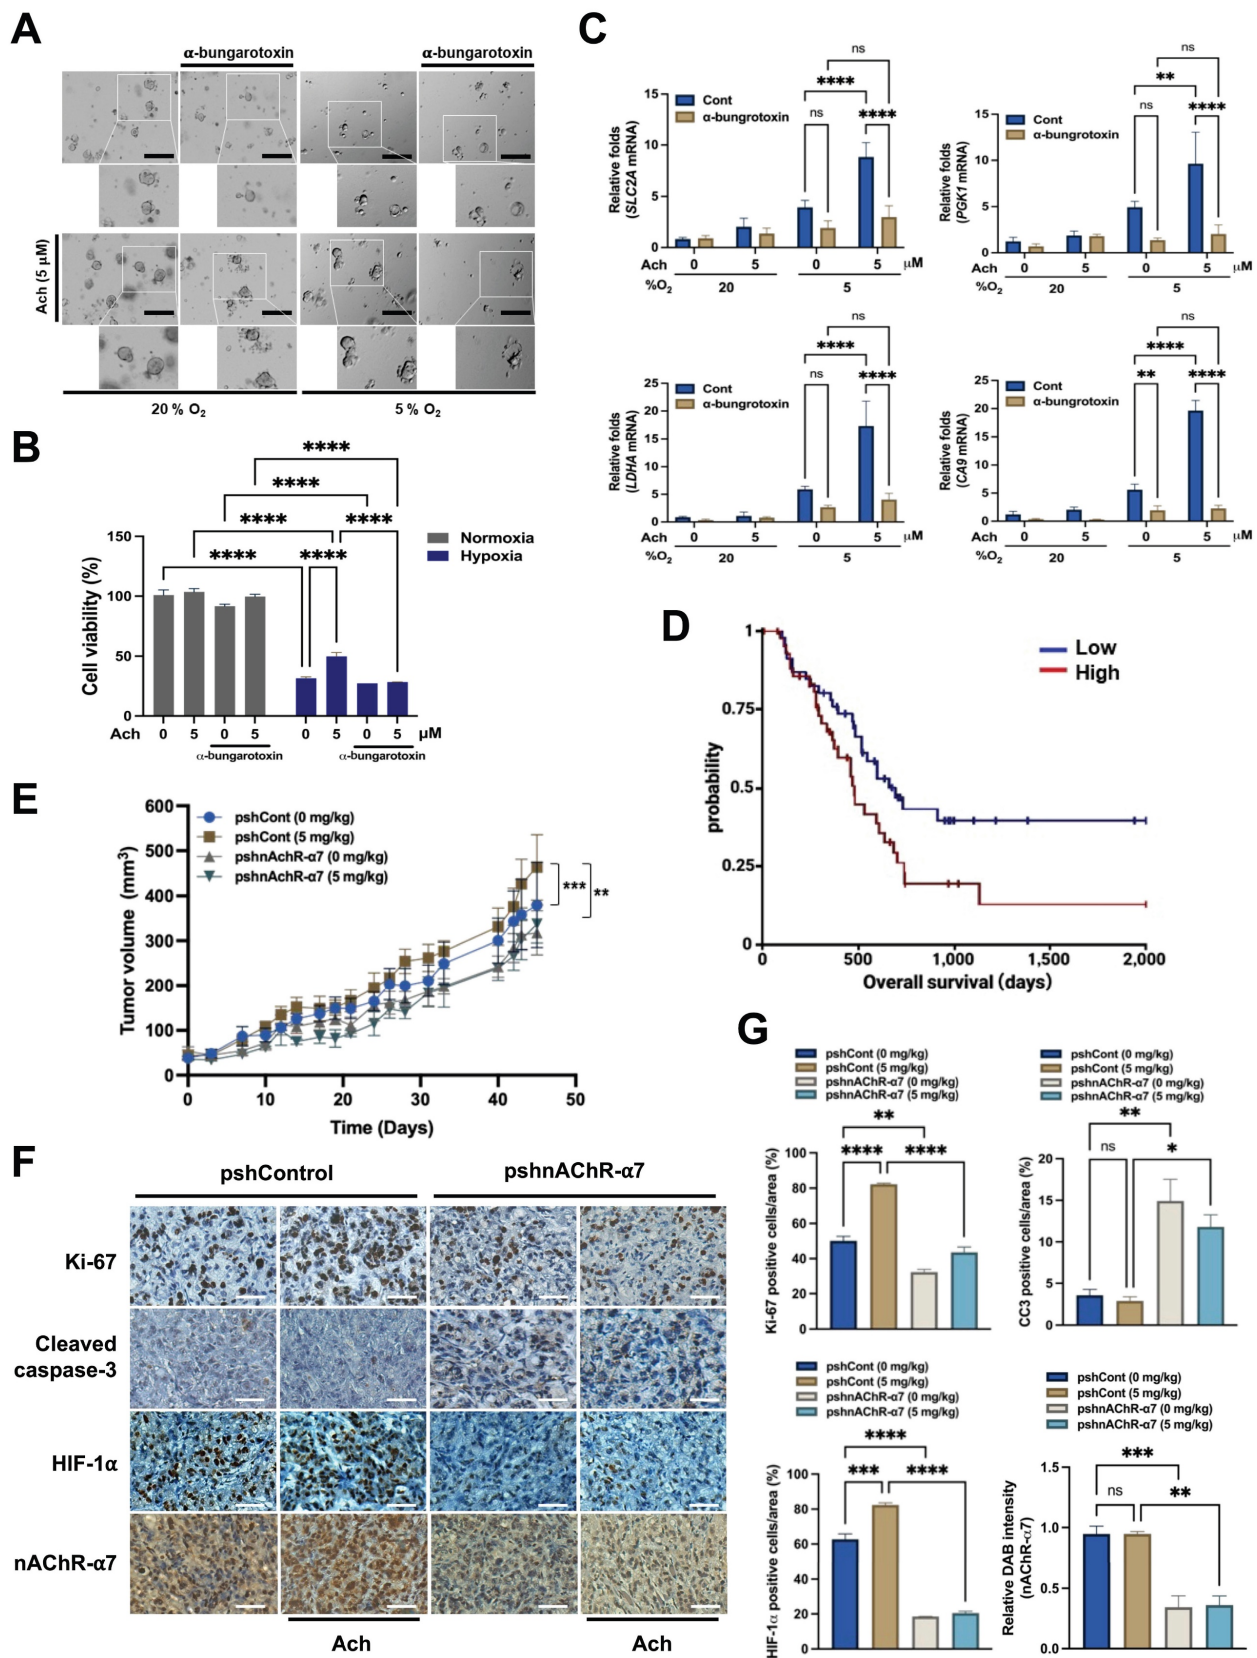 A
α-bungarotoxin
α-bungarotoxin
Ach (5 μM)
20 % O₂
5 % O₂
B
****
****
****
****
****
****
150
100
50
0
Cell viability (%)
Normoxia
Hypoxia
Ach
0
5
0
5
0
5
0
5
μM
α-bungarotoxin
α-bungarotoxin
C
ns
****
ns
****
Cont
α-bungrotoxin
15
10
5
0
Relative folds
(SLC2A mRNA)
Ach
0
5
0
5
μM
%O₂
20
5
ns
**
ns
****
Cont
α-bungrotoxin
15
10
5
0
Relative folds
(PGK1 mRNA)
Ach
0
5
0
5
μM
%O₂
20
5
ns
****
ns
****
Cont
α-bungrotoxin
25
20
15
10
5
0
Relative folds
(LDHA mRNA)
Ach
0
5
0
5
μM
%O₂
20
5
ns
****
**
****
Cont
α-bungrotoxin
25
20
15
10
5
0
Relative folds
(CA9 mRNA)
Ach
0
5
0
5
μM
%O₂
20
5
D
1
0.75
0.5
0.25
0
probability
Low
High
0
500
1,000
1,500
2,000
Overall survival (days)
E
600
500
400
300
200
100
0
Tumor volume (mm³)
pshCont (0 mg/kg)
pshCont (5 mg/kg)
pshnAchR-α7 (0 mg/kg)
pshnAchR-α7 (5 mg/kg)
***
**
0
10
20
30
40
50
Time (Days)
F
pshControl
pshnAChR-α7
Ki-67
Cleaved
caspase-3
HIF-1α
nAChR-α7
Ach
Ach
G
pshCont (0 mg/kg)
pshCont (5 mg/kg)
pshnAChR-α7 (0 mg/kg)
pshnAChR-α7 (5 mg/kg)
**
****
****
100
80
60
40
20
0
Ki-67 positive cells/area (%)
pshCont (0 mg/kg)
pshCont (5 mg/kg)
pshnAChR-α7 (0 mg/kg)
pshnAChR-α7 (5 mg/kg)
**
ns
*
20
15
10
5
0
CC3 positive cells/area (%)
pshCont (0 mg/kg)
pshCont (5 mg/kg)
pshnAChR-α7 (0 mg/kg)
pshnAChR-α7 (5 mg/kg)
****
***
****
100
80
60
40
20
0
HIF-1α positive cells/area (%)
pshCont (0 mg/kg)
pshCont (5 mg/kg)
pshnAChR-α7 (0 mg/kg)
pshnAChR-α7 (5 mg/kg)
***
ns
**
1.5
1.0
0.5
0.0
Relative DAB intensity
(nAChR-α7)